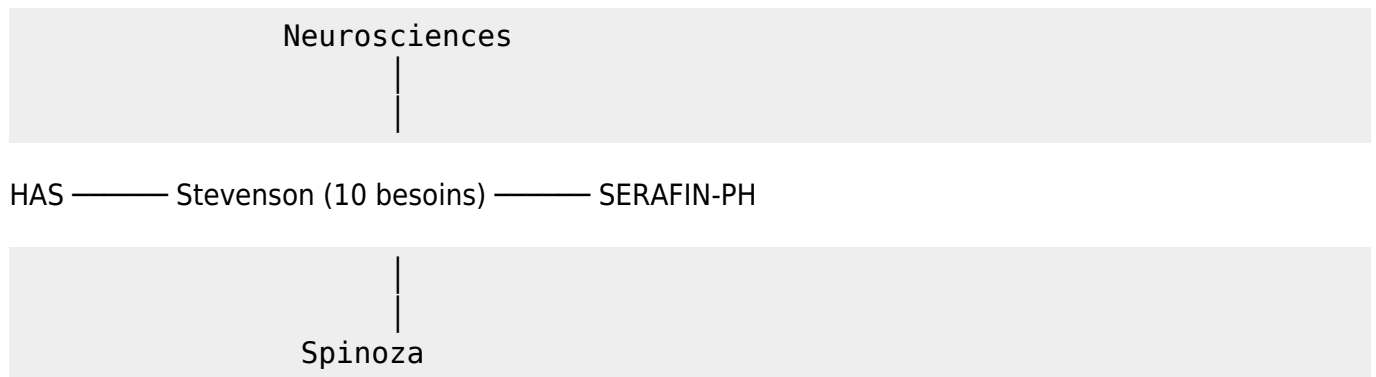 Neurosciences
│
│
HAS ───── Stevenson (10 besoins) ───── SERAFIN-PH
│
│
Spinoza